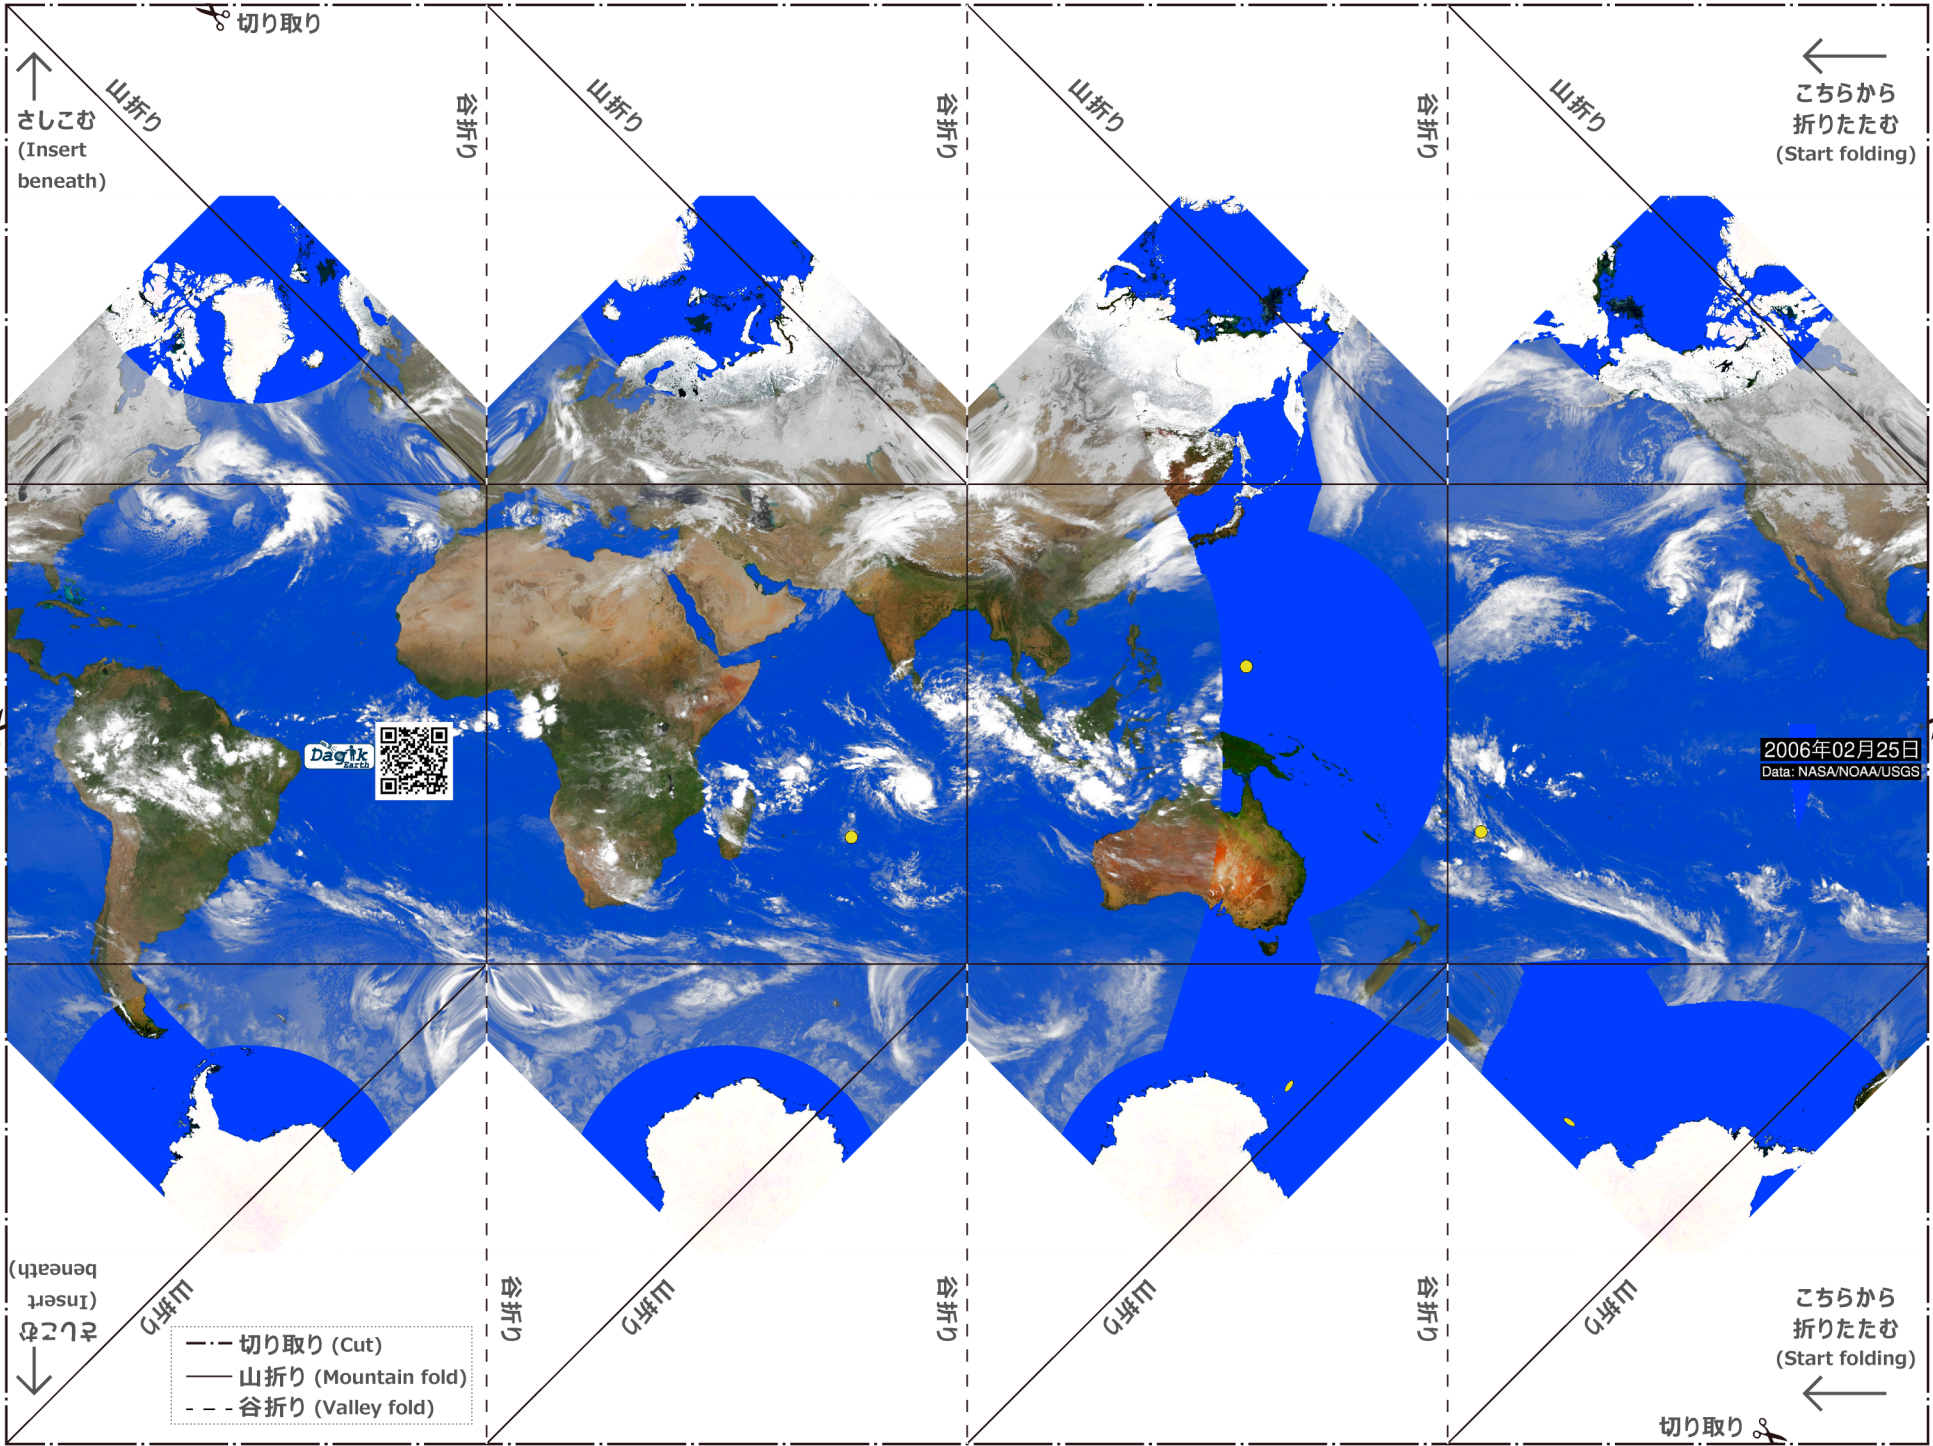 切り取り
山折り
谷折り
山折り
谷折り
山折り
谷折り
山折り
こちらから
折りたたむ
(Start folding)
さしこむ
(Insert
beneath)
Dagik
Earth
2006年02月25日
Data: NASA/NOAA/USGS
さしこむ
(Insert
beneath)
山折り
谷折り
山折り
谷折り
山折り
谷折り
山折り
こちらから
折りたたむ
(Start folding)
切り取り (Cut)
山折り (Mountain fold)
谷折り (Valley fold)
切り取り